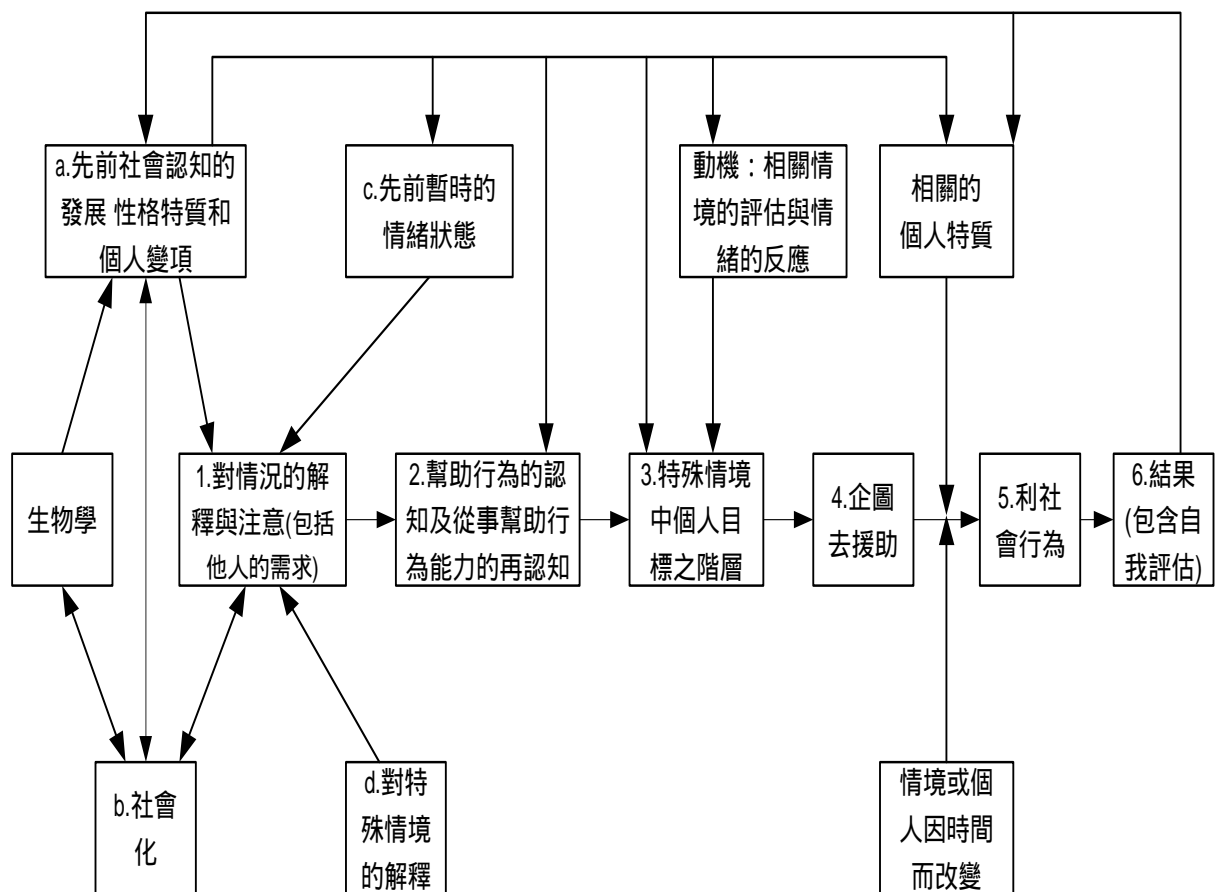 a.先前社會認知的
發展 性格特質和
個人變項
c.先前暫時的
情緒狀態
動機：相關情
境的評估與情
緒的反應
相關的
個人特質
生物學
1.對情況的解
釋與注意(包括
他人的需求)
2.幫助行為的認
知及從事幫助行
為能力的再認知
3.特殊情境
中個人目
標之階層
4.企圖
去援助
5.利社
會行為
6.結果
(包含自
我評估)
b.社會
化
d.對特
殊情境
的解釋
情境或個
人因時間
而改變